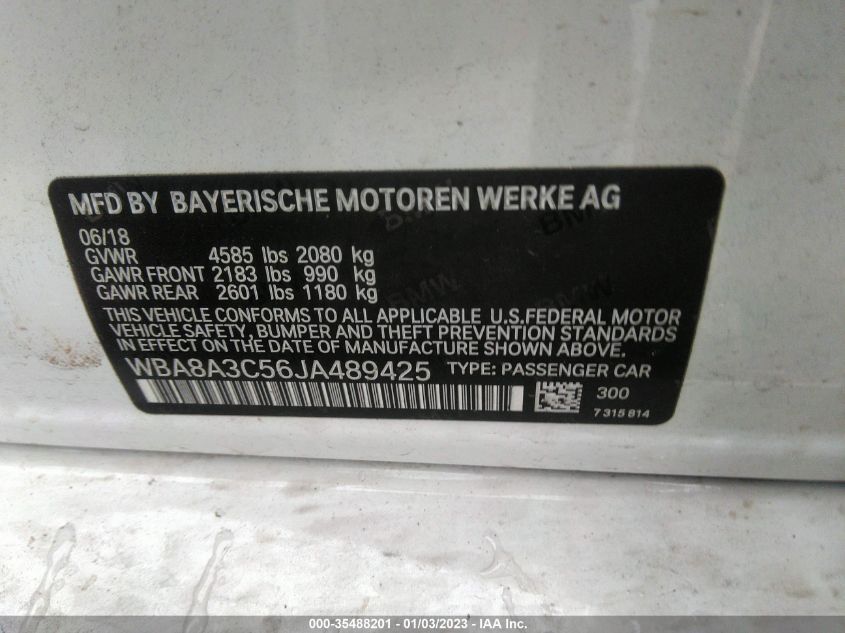 MFD BY BAYERISCHE MOTOREN WERKE AG
06/18
GVWR 4585 lbs 2080 kg
GAWR FRONT 2183 lbs 990 kg
GAWR REAR 2601 lbs 1180 kg
THIS VEHICLE CONFORMS TO ALL APPLICABLE U.S.FEDERAL MOTOR
VEHICLE SAFETY, BUMPER AND THEFT PREVENTION STANDARDS
IN EFFECT ON THE DATE OF MANUFACTURE SHOWN ABOVE.
WBA8A3C56JA489425 TYPE: PASSENGER CAR
300
7 315 814
000-35488201 - 01/03/2023 - IAA Inc.